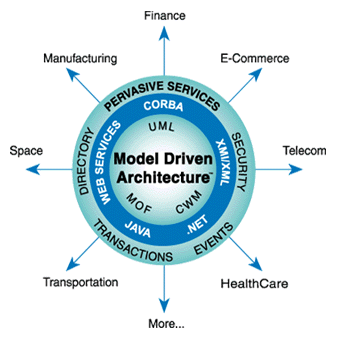 Finance
Manufacturing
E-Commerce
PERVASIVE SERVICES
CORBA
UML
DIRECTORY
WEB SERVICES
XMI/XML
SECURITY
Space
Model Driven
Architecture™
Telecom
MOF
CWM
JAVA
.NET
TRANSACTIONS
EVENTS
Transportation
HealthCare
More...